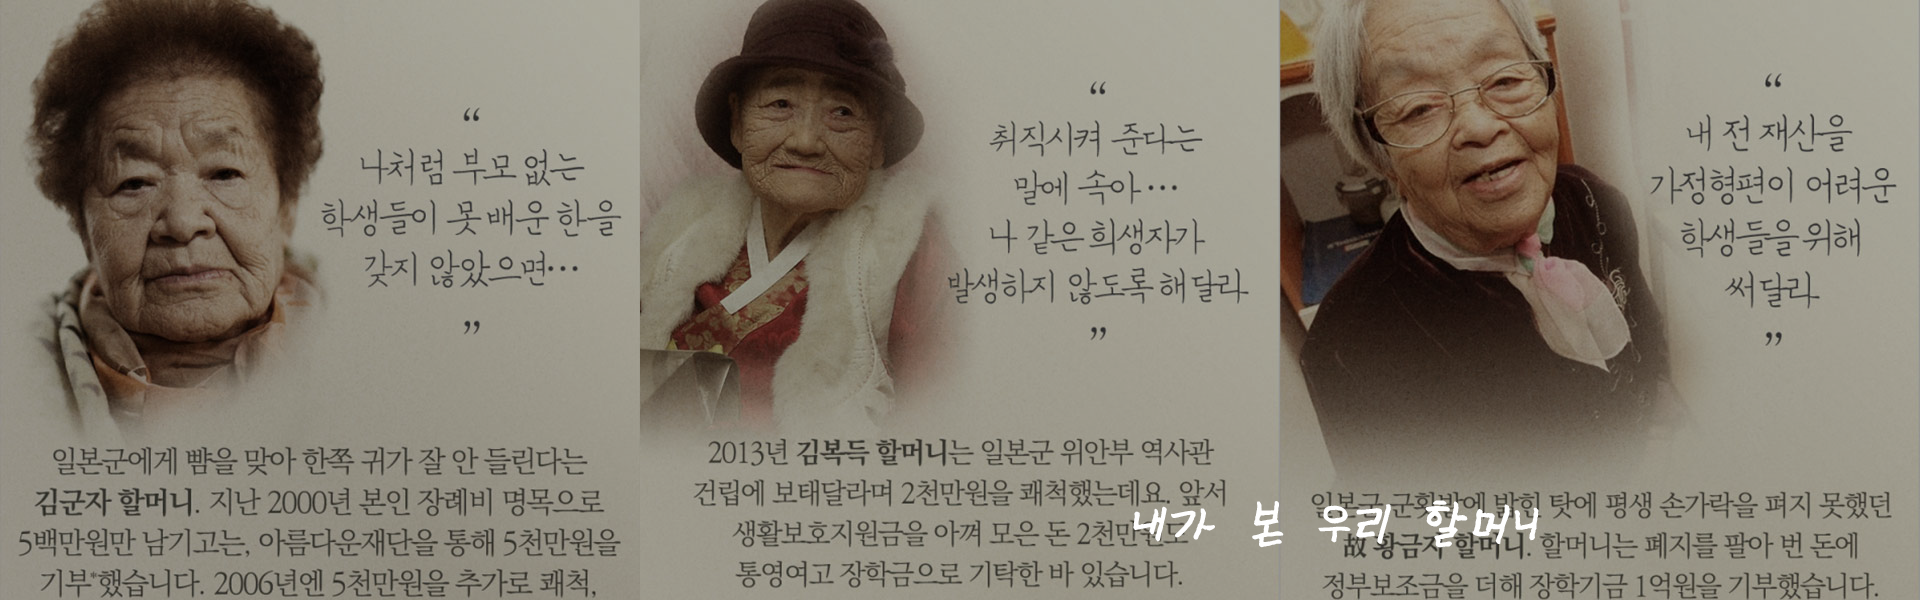 “
나처럼 부모 없는
학생들이 못 배운 한을
갖지 않았으면…
”
일본군에게 뺨을 맞아 한쪽 귀가 잘 안 들린다는
김군자 할머니. 지난 2000년 본인 장례비 명목으로
5백만원만 남기고는, 아름다운재단을 통해 5천만원을
기부*했습니다. 2006년엔 5천만원을 추가로 쾌척,
“
취직시켜 준다는
말에 속아…
나 같은 희생자가
발생하지 않도록 해달라
”
2013년 김복득 할머니는 일본군 위안부 역사관
건립에 보태달라며 2천만원을 쾌척했는데요. 앞서
생활보호지원금을 아껴 모은 돈 2천만원도
통영여고 장학금으로 기탁한 바 있습니다.
“
내 전 재산을
가정형편이 어려운
학생들을 위해
써달라
”
일본군 군홧발에 밟힌 탓에 평생 손가락을 펴지 못했던
故 황금자 할머니. 할머니는 폐지를 팔아 번 돈에
정부보조금을 더해 장학기금 1억원을 기부했습니다.
내가 본 우리 할머니